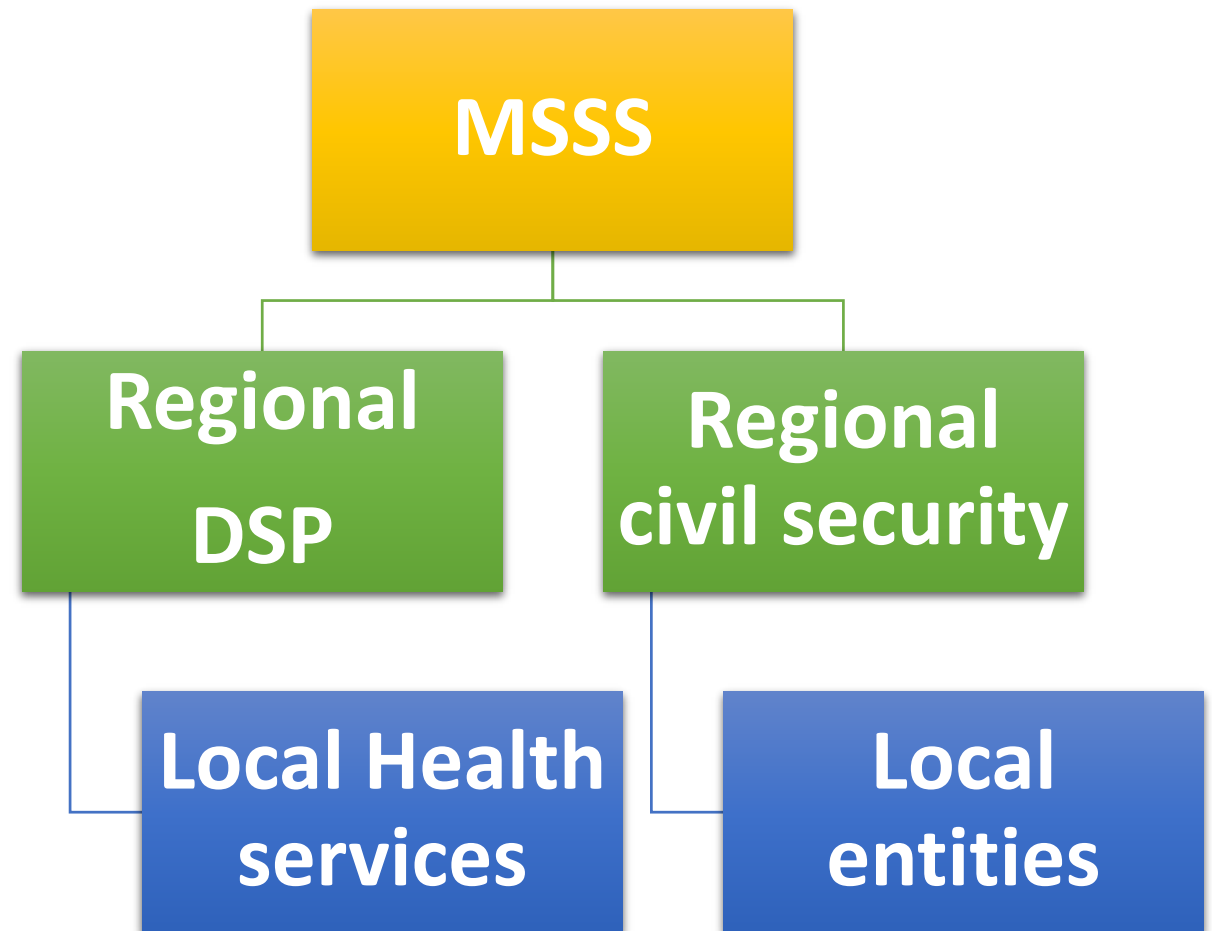 MSSS
Regional
DSP
Regional
civil security
Local Health
services
Local
entities